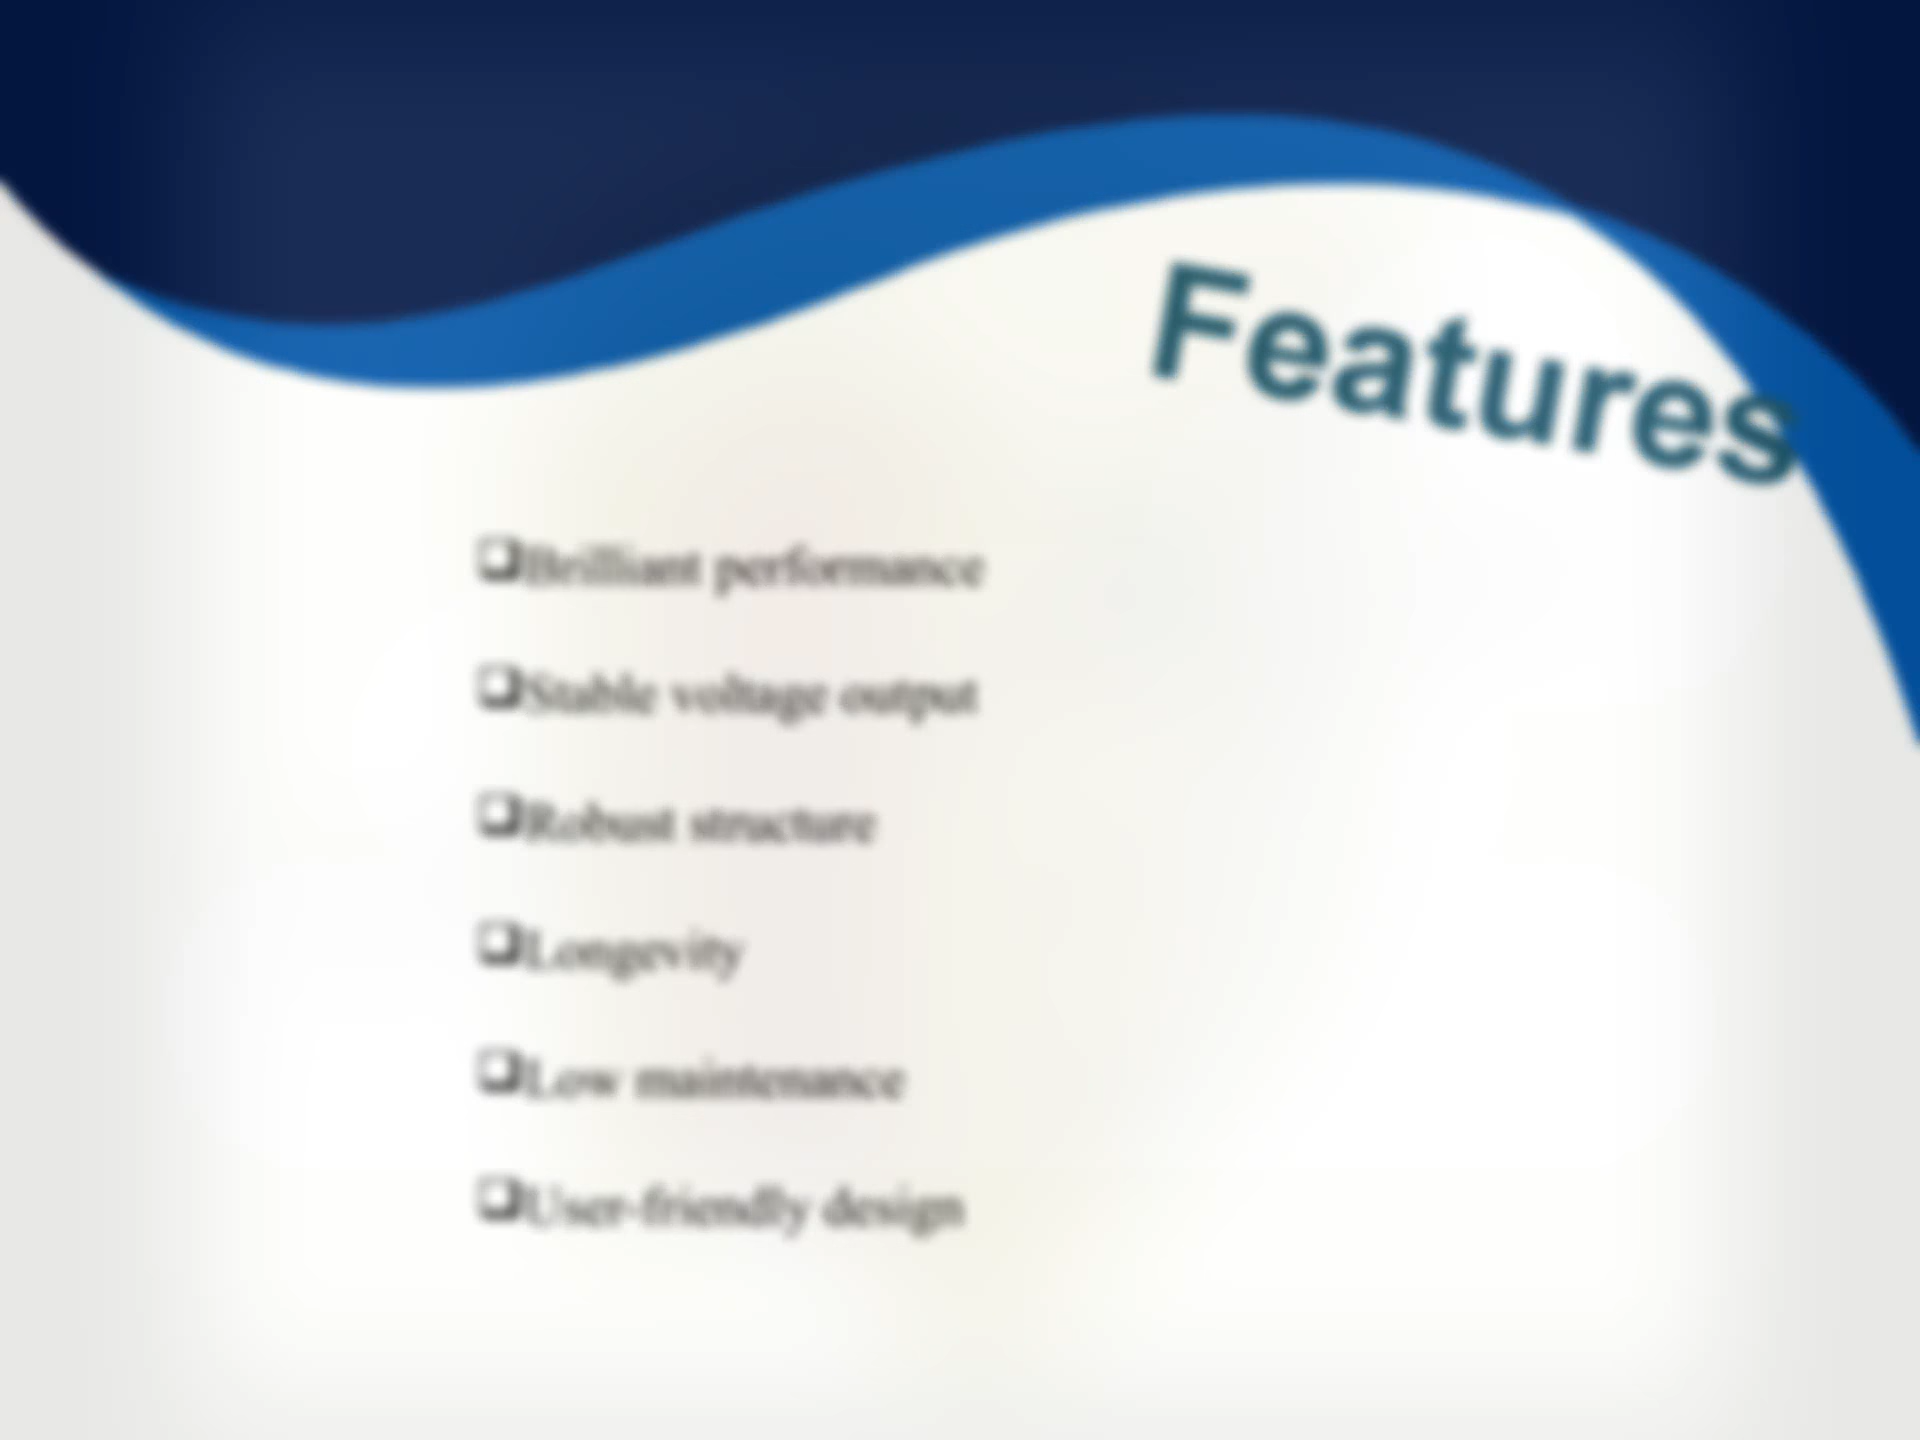 Features
❑Brilliant performance
❑Stable voltage output
❑Robust structure
❑Longevity
❑Low maintenance
❑User-friendly design